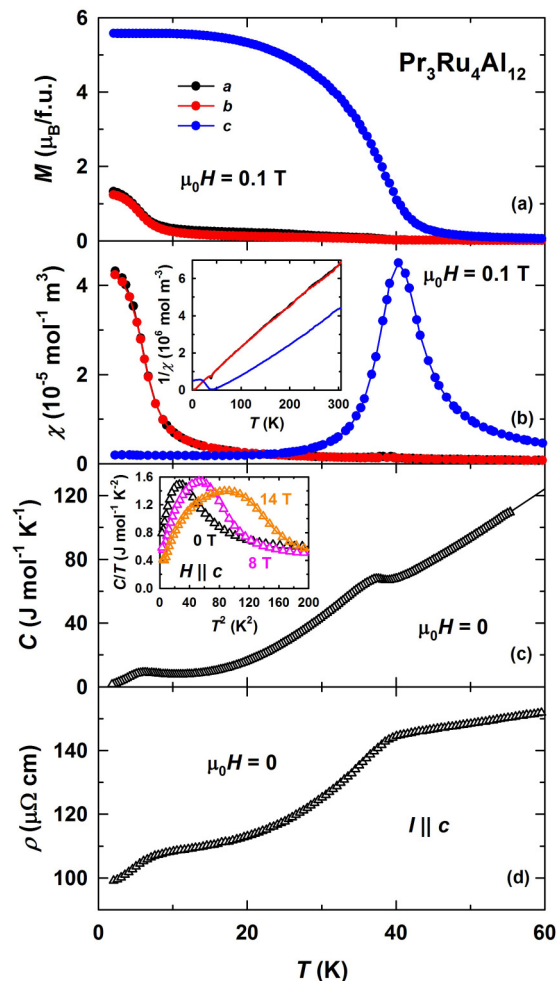 6
4
2
0
M (μB/f.u.)
Pr3Ru4Al12
a
b
c
μ0H = 0.1 T
(a)
4
2
0
χ (10-5 mol-1 m3)
μ0H = 0.1 T
6
4
2
0
1/χ (106 mol m-3)
0 100 200 300
T (K)
(b)
120
80
40
0
C (J mol-1 K-1)
1.6
1.2
0.8
0.4
0.0
C/T (J mol-1 K-2)
14 T
0 T
8 T
H || c
0 40 80 120 160 200
T2 (K2)
μ0H = 0
(c)
140
120
100
ρ (μΩ cm)
μ0H = 0
I || c
(d)
0 20 40 60
T (K)